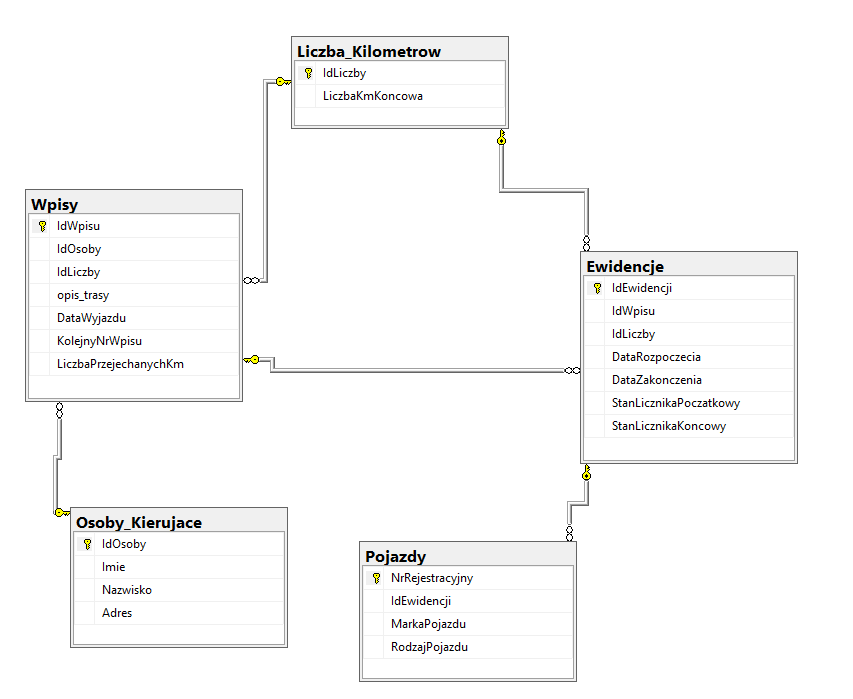 Liczba_Kilometrow
IdLiczby
LiczbaKmKoncowa
Wpisy
IdWpisu
IdOsoby
IdLiczby
opis_trasy
DataWyjazdu
KolejnyNrWpisu
LiczbaPrzejechanychKm
Ewidencje
IdEwidencji
IdWpisu
IdLiczby
DataRozpoczecia
DataZakonczenia
StanLicznikaPoczatkowy
StanLicznikaKoncowy
Osoby_Kierujace
IdOsoby
Imie
Nazwisko
Adres
Pojazdy
NrRejestracyjny
IdEwidencji
MarkaPojazdu
RodzajPojazdu